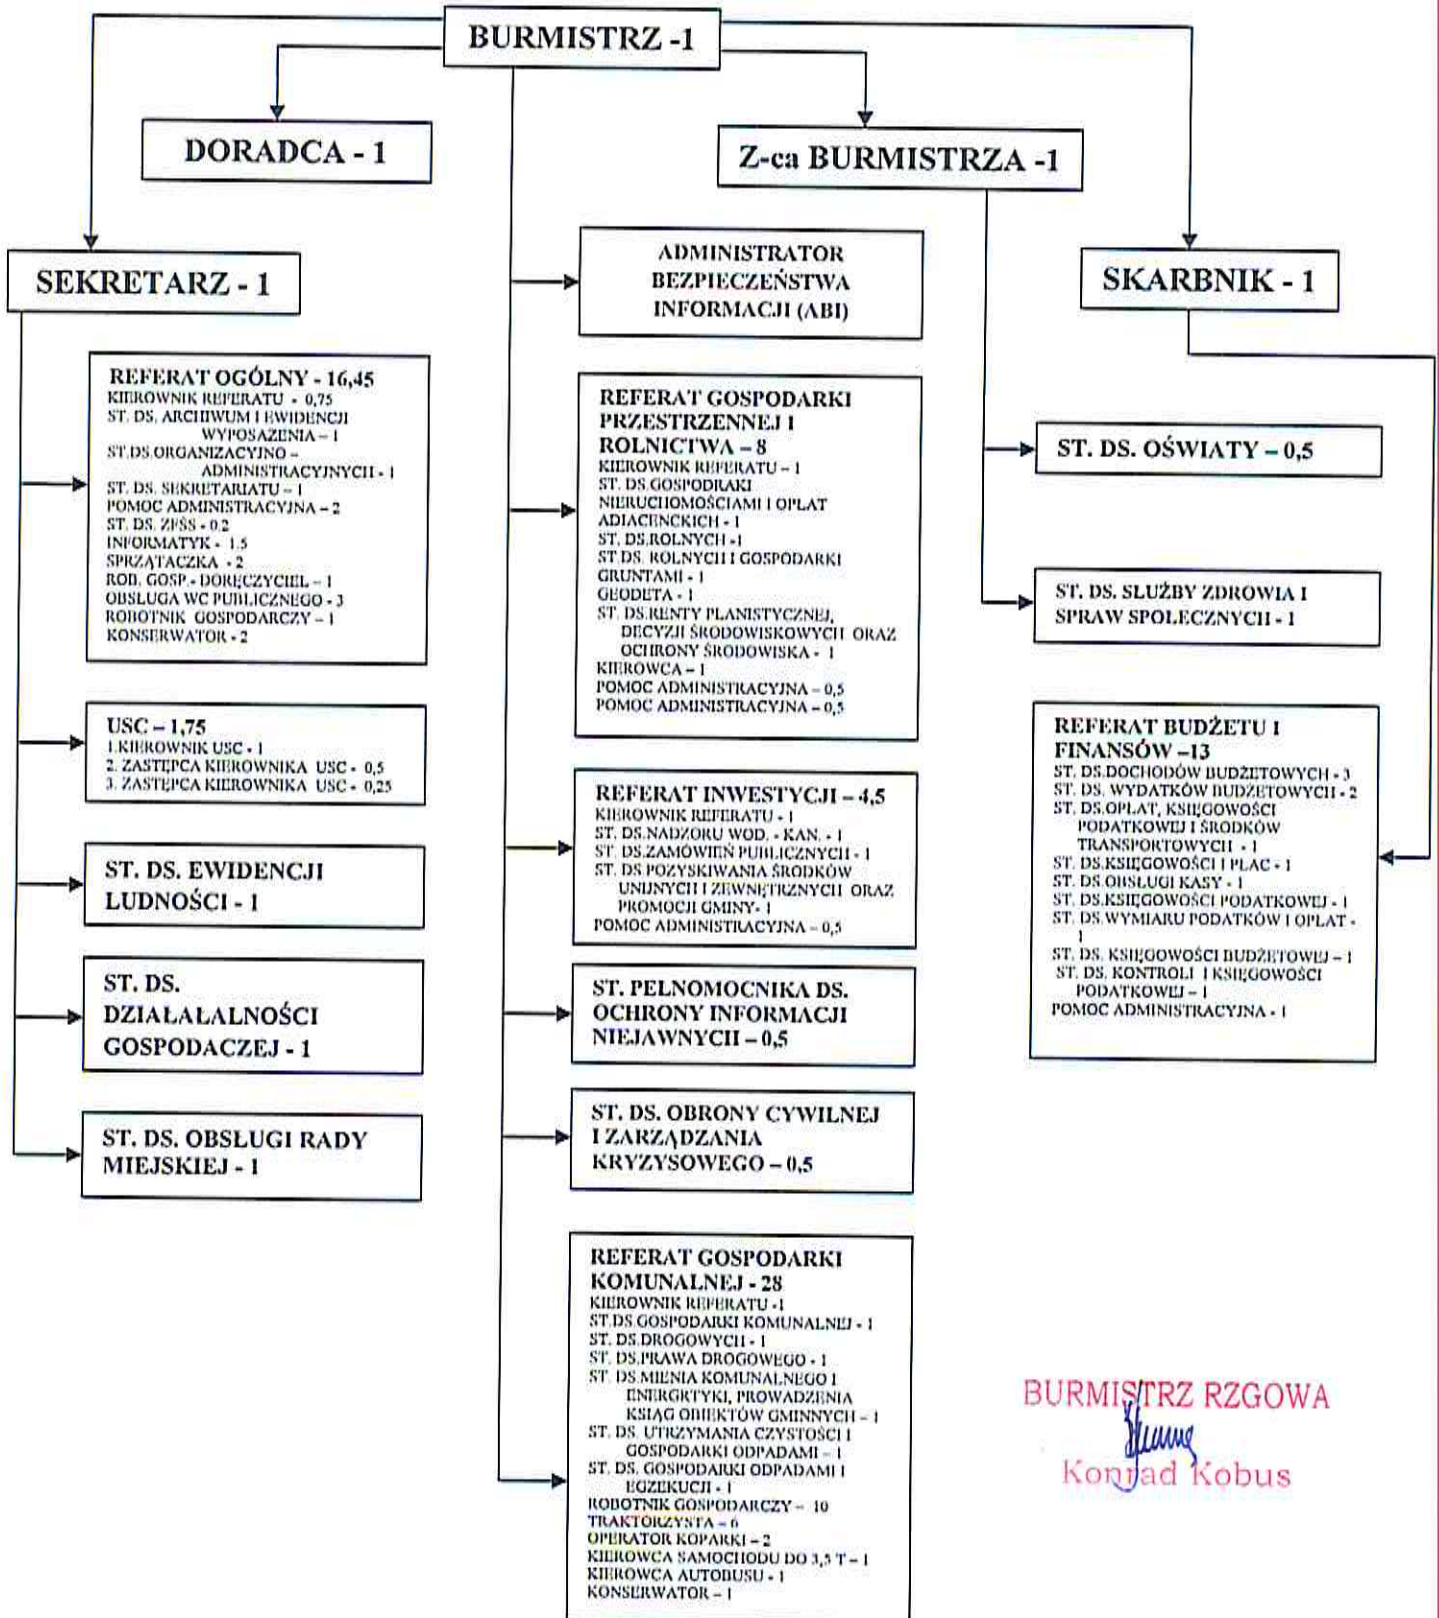 BURMISTRZ -1
DORADCA - 1
Z-ca BURMISTRZA -1
SEKRETARZ - 1
ADMINISTRATOR
BEZPIECZEŃSTWA
INFORMACJI (ABI)
SKARBNIK - 1
REFERAT OGÓLNY - 16,45
KIEROWNIK REFERATU - 0,75
ST. DS. ARCHIWUM I EWIDENCJI
WYPOSAŻENIA – 1
ST.DS.ORGANIZACYJNO –
ADMINISTRACYJNYCH - 1
ST. DS. SEKRETARIATU – 1
POMOC ADMINISTRACYJNA – 2
ST. DS. ZFŚS - 0.2
INFORMATYK - 1.5
SPRZĄTACZKA - 2
ROB. GOSP.- DORĘCZYCIEL – 1
OBSŁUGA WC PUBLICZNEGO - 3
ROBOTNIK GOSPODARCZY – 1
KONSERWATOR - 2
USC – 1,75
1.KIEROWNIK USC - 1
2. ZASTĘPCA KIEROWNIKA USC - 0,5
3. ZASTĘPCA KIEROWNIKA USC - 0,25
ST. DS. EWIDENCJI
LUDNOŚCI - 1
ST. DS.
DZIAŁAŁALNOŚCI
GOSPODACZEJ - 1
ST. DS. OBSŁUGI RADY
MIEJSKIEJ - 1
REFERAT GOSPODARKI
PRZESTRZENNEJ I
ROLNICTWA – 8
KIEROWNIK REFERATU – 1
ST. DS.GOSPODRAKI
NIERUCHOMOŚCIAMI I OPŁAT
ADIACENCKICH - 1
ST. DS.ROLNYCH -1
ST.DS. ROLNYCH I GOSPODARKI
GRUNTAMI - 1
GEODETA - 1
ST. DS.RENTY PLANISTYCZNEJ,
DECYZJI ŚRODOWISKOWYCH ORAZ
OCHRONY ŚRODOWISKA - 1
KIEROWCA – 1
POMOC ADMINISTRACYJNA – 0,5
POMOC ADMINISTRACYJNA – 0,5
REFERAT INWESTYCJI – 4,5
KIEROWNIK REFERATU - 1
ST. DS.NADZORU WOD. - KAN. - 1
ST. DS.ZAMÓWIEŃ PUBLICZNYCH - 1
ST. DS POZYSKIWANIA ŚRODKÓW
UNIJNYCH I ZEWNĘTRZNYCH ORAZ
PROMOCJI GMINY- 1
POMOC ADMINISTRACYJNA – 0,5
ST. PEŁNOMOCNIKA DS.
OCHRONY INFORMACJI
NIEJAWNYCH – 0,5
ST. DS. OBRONY CYWILNEJ
I ZARZĄDZANIA
KRYZYSOWEGO – 0,5
REFERAT GOSPODARKI
KOMUNALNEJ - 28
KIEROWNIK REFERATU -1
ST.DS.GOSPODARKI KOMUNALNEJ - 1
ST. DS.DROGOWYCH - 1
ST. DS.PRAWA DROGOWEGO - 1
ST. DS.MIENIA KOMUNALNEGO I
ENERGRTYKI, PROWADZENIA
KSIĄG OBIEKTÓW GMINNYCH – 1
ST. DS. UTRZYMANIA CZYSTOŚCI I
GOSPODARKI ODPADAMI – 1
ST. DS. GOSPODARKI ODPADAMI I
EGZEKUCJI - 1
ROBOTNIK GOSPODARCZY – 10
TRAKTORZYSTA – 6
OPERATOR KOPARKI – 2
KIEROWCA SAMOCHODU DO 3,5 T – 1
KIEROWCA AUTOBUSU - 1
KONSERWATOR – 1
ST. DS. OŚWIATY – 0,5
ST. DS. SŁUŻBY ZDROWIA I
SPRAW SPOŁECZNYCH - 1
REFERAT BUDŻETU I
FINANSÓW –13
ST. DS.DOCHODÓW BUDŻETOWYCH - 3
ST. DS. WYDATKÓW BUDŻETOWYCH - 2
ST. DS.OPŁAT, KSIĘGOWOŚCI
PODATKOWEJ I ŚRODKÓW
TRANSPORTOWYCH - 1
ST. DS.KSIĘGOWOŚCI I PŁAC - 1
ST. DS.OBSŁUGI KASY - 1
ST. DS.KSIĘGOWOŚCI PODATKOWEJ - 1
ST. DS.WYMIARU PODATKÓW I OPŁAT -
1
ST. DS. KSIĘGOWOŚCI BUDŻETOWEJ – 1
ST. DS. KONTROLI I KSIĘGOWOŚCI
PODATKOWEJ – 1
POMOC ADMINISTRACYJNA - 1
BURMISTRZ RZGOWA
Konrad Kobus